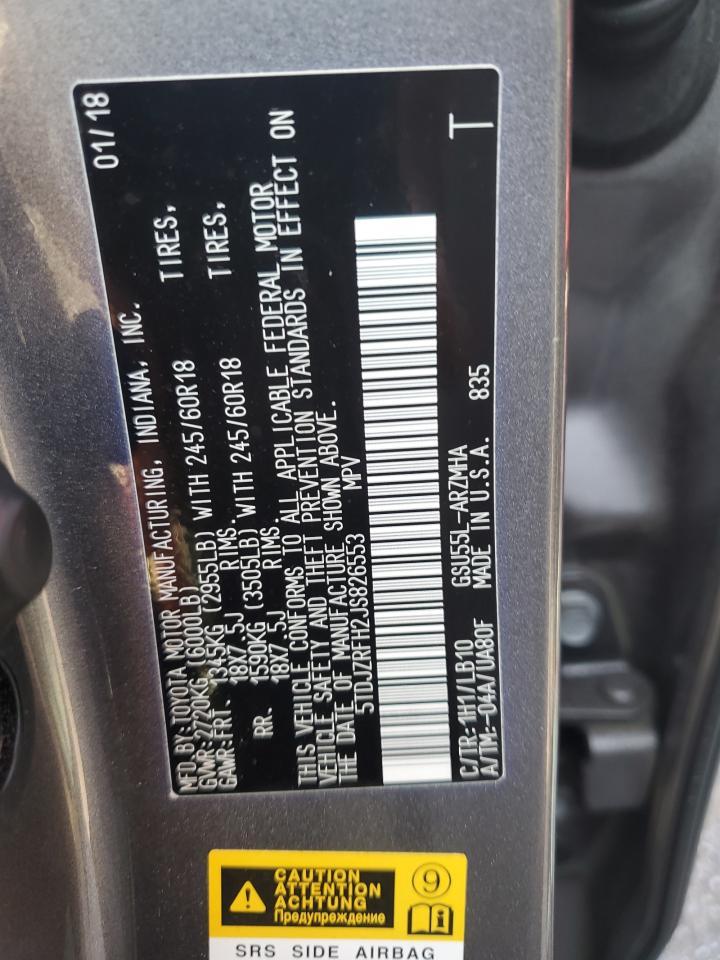 MFD. BY: TOYOTA MOTOR MANUFACTURING, INDIANA, INC. 01/18
GVWR: 2720KG (6000LB)
GAWR: FRT. 1345KG (2955LB) WITH 245/60R18 TIRES,
18X7.5J RIMS.
RR. 1590KG (3505LB) WITH 245/60R18 TIRES,
18X7.5J RIMS.
THIS VEHICLE CONFORMS TO ALL APPLICABLE FEDERAL MOTOR
VEHICLE SAFETY AND THEFT PREVENTION STANDARDS IN EFFECT ON
THE DATE OF MANUFACTURE SHOWN ABOVE.
5TDJZRFH2JS826553 MPV
C/TR: 1H1/LB10 GSU55L-ARZMHA T
A/TM: -04A/UA80F MADE IN U.S.A. 835
CAUTION
ATTENTION
ACHTUNG
Предупреждение
9
i
SRS SIDE AIRBAG